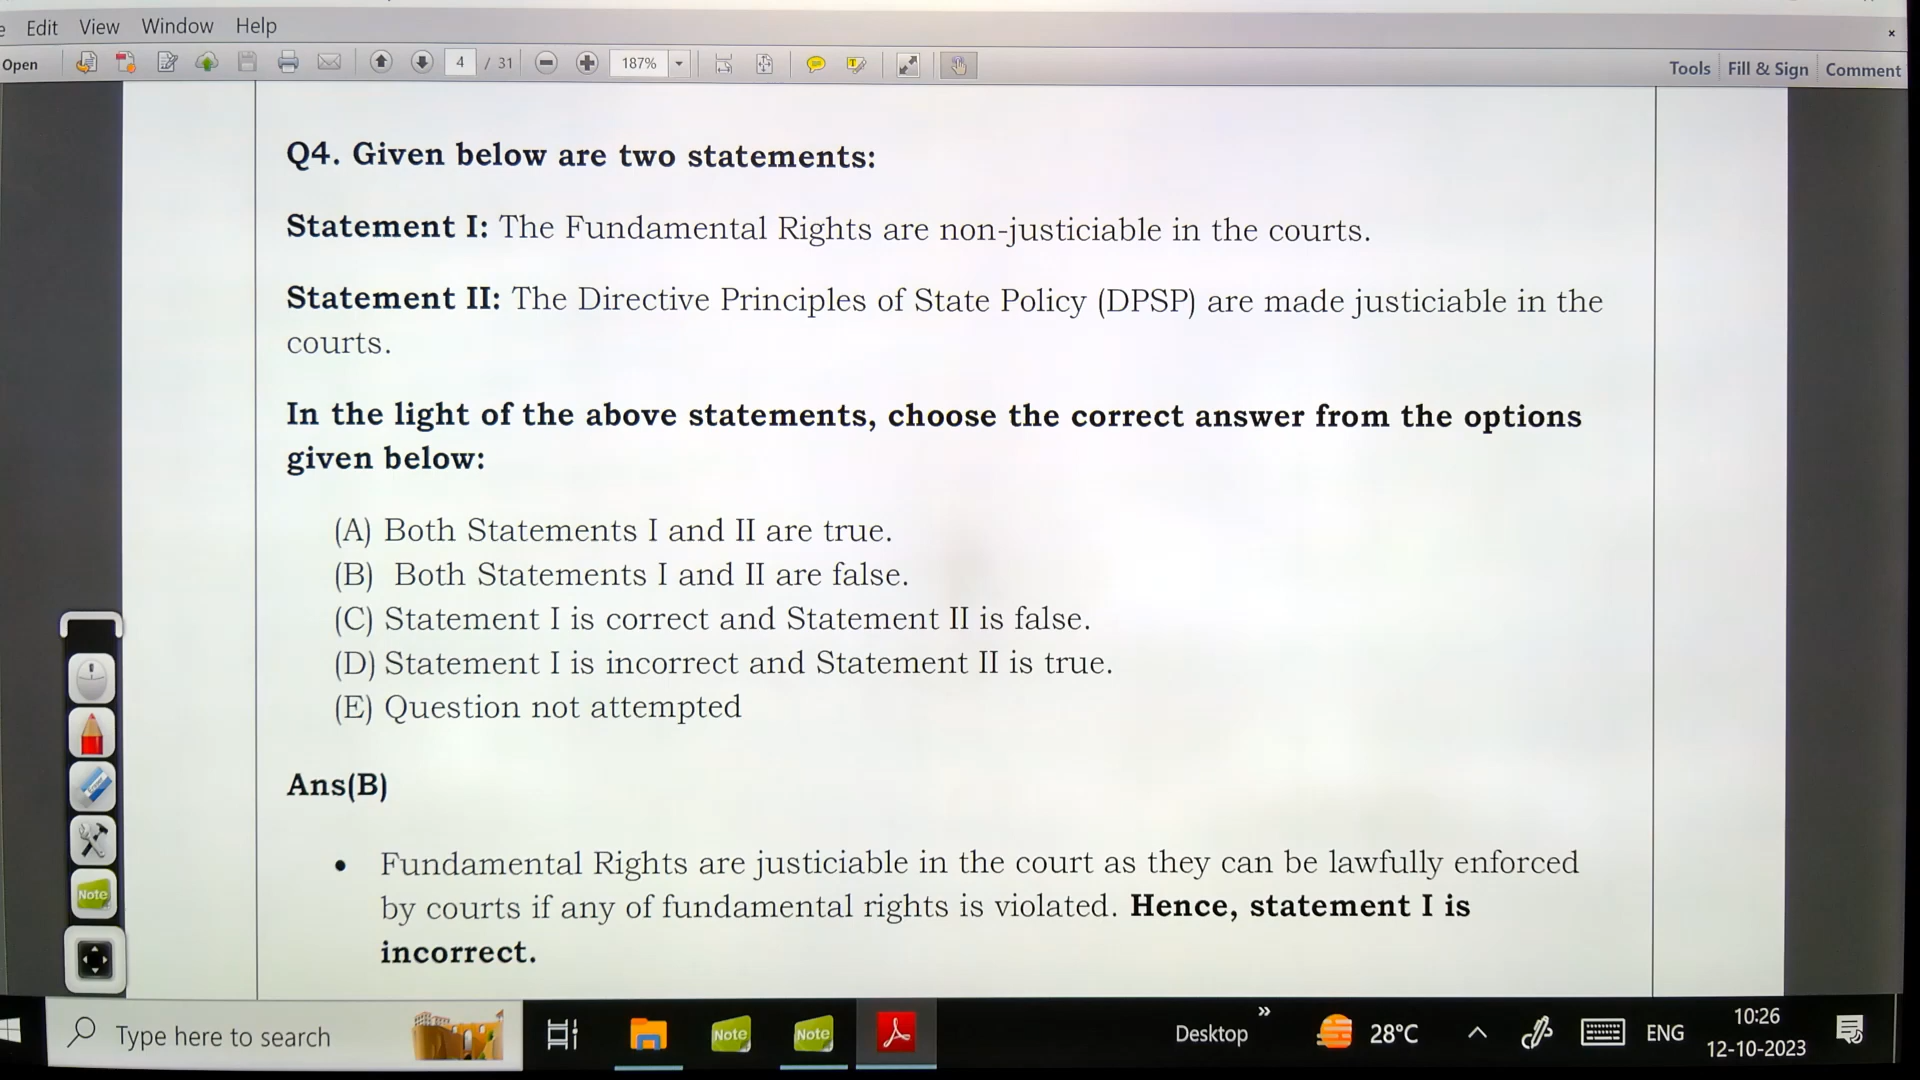 Edit View Window Help
Open 4 / 31 187% Tools Fill & Sign Comment
Q4. Given below are two statements:
Statement I: The Fundamental Rights are non-justiciable in the courts.
Statement II: The Directive Principles of State Policy (DPSP) are made justiciable in the
courts.
In the light of the above statements, choose the correct answer from the options
given below:
(A) Both Statements I and II are true.
(B) Both Statements I and II are false.
(C) Statement I is correct and Statement II is false.
(D) Statement I is incorrect and Statement II is true.
(E) Question not attempted
Ans(B)
• Fundamental Rights are justiciable in the court as they can be lawfully enforced
by courts if any of fundamental rights is violated. Hence, statement I is
incorrect.
Note
Type here to search Note Note Desktop » 28°C ENG 10:26
12-10-2023